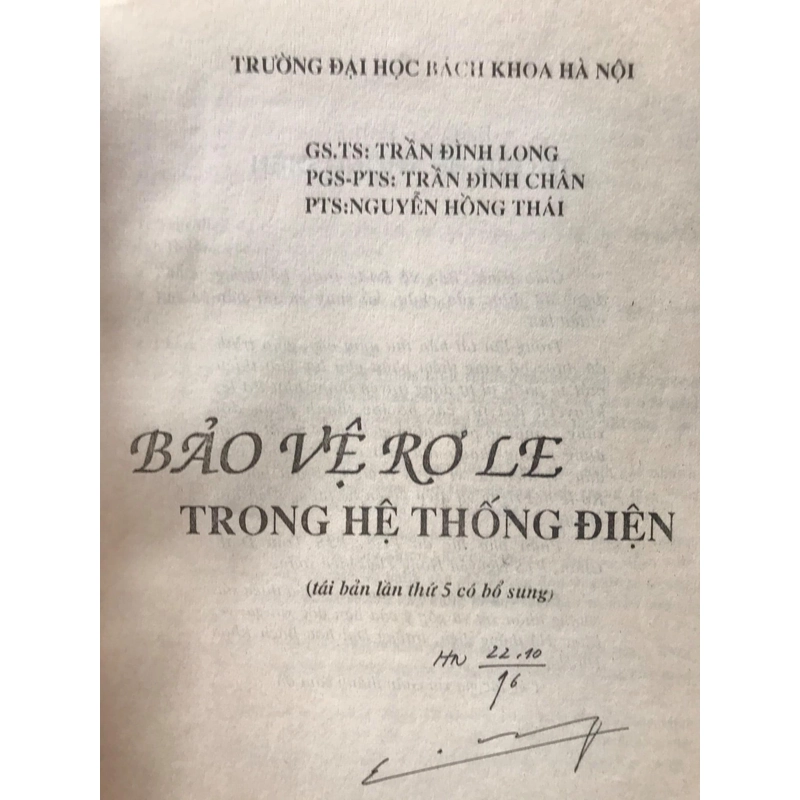 TRƯỜNG ĐẠI HỌC BÁCH KHOA HÀ NỘI
GS.TS: TRẦN ĐÌNH LONG
PGS-PTS: TRẦN ĐÌNH CHÂN
PTS:NGUYỄN HỒNG THÁI
BẢO VỆ RƠ LE
TRONG HỆ THỐNG ĐIỆN
(tái bản lần thứ 5 có bổ sung)
HN 22.10
96